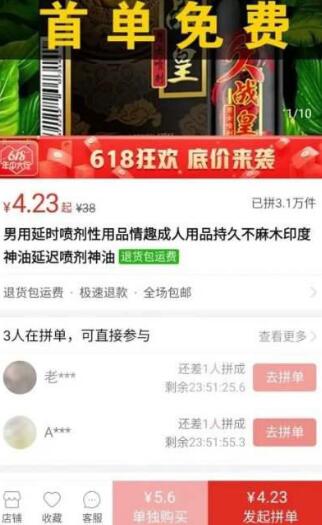 首单免费
战皇
久战皇
1/10
618
年中大促
618狂欢 底价来袭
¥4.23起 ¥38
已拼3.1万件
男用延时喷剂性用品情趣成人用品持久不麻木印度
神油延迟喷剂神油 退货包运费
退货包运费 · 极速退款 · 全场包邮
3人在拼单，可直接参与
查看更多
老***
还差1人拼成
剩余23:51:25.6
去拼单
A***
还差1人拼成
剩余23:51:55.3
去拼单
店铺
收藏
客服
¥5.6
单独购买
¥4.23
发起拼单